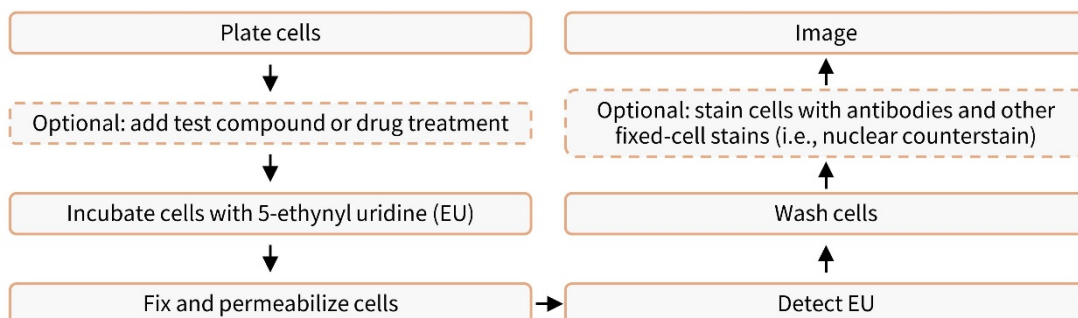 Plate cells
Optional: add test compound or drug treatment
Incubate cells with 5-ethynyl uridine (EU)
Fix and permeabilize cells
Detect EU
Wash cells
Optional: stain cells with antibodies and other
fixed-cell stains (i.e., nuclear counterstain)
Image